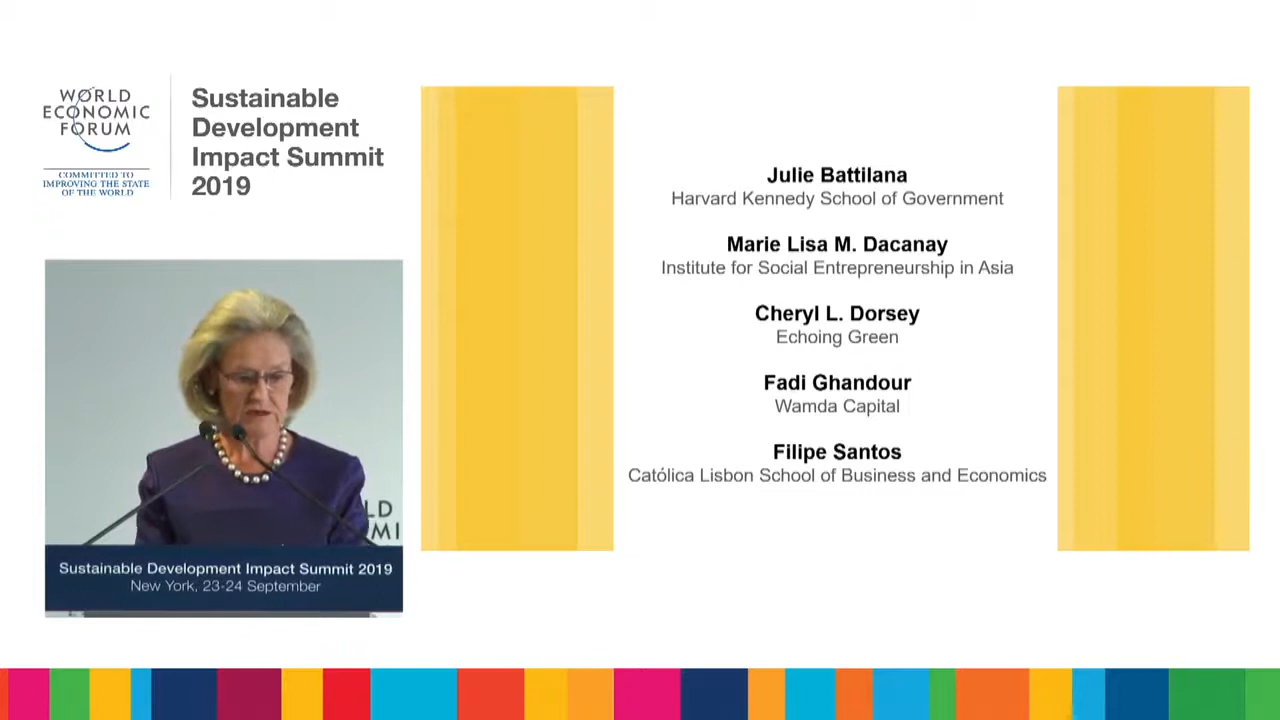 WORLD
ECONOMIC
FORUM
COMMITTED TO
IMPROVING THE STATE
OF THE WORLD
Sustainable
Development
Impact Summit
2019
Julie Battilana
Harvard Kennedy School of Government
Marie Lisa M. Dacanay
Institute for Social Entrepreneurship in Asia
Cheryl L. Dorsey
Echoing Green
Fadi Ghandour
Wamda Capital
Filipe Santos
Católica Lisbon School of Business and Economics
LD
MI
Sustainable Development Impact Summit 2019
New York, 23-24 September